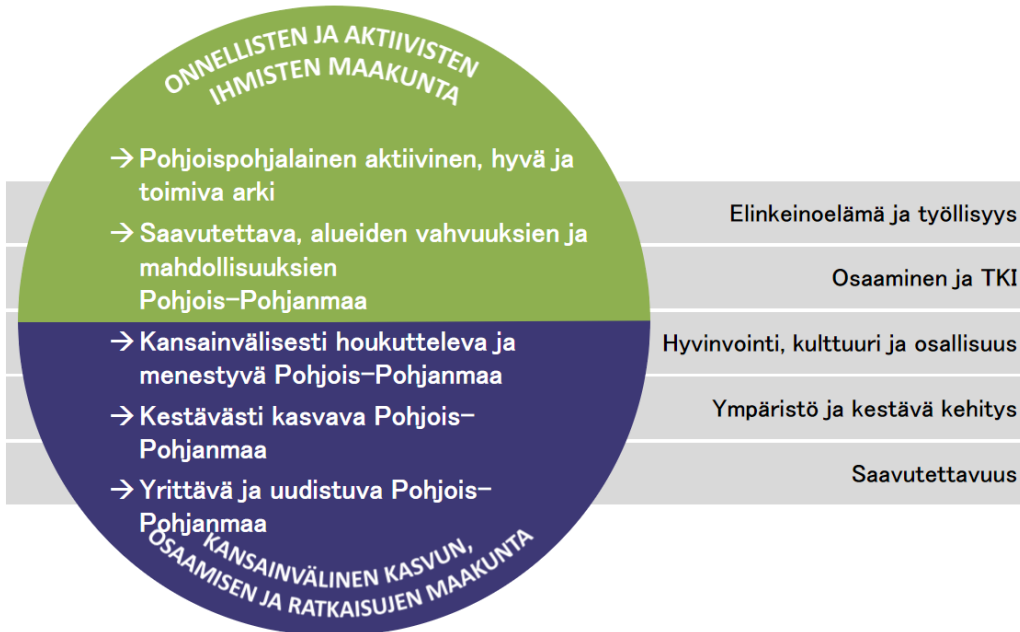 ONNELLISTEN JA AKTIIVISTEN
IHMISTEN MAAKUNTA
→ Pohjoispohjalainen aktiivinen, hyvä ja
toimiva arki
→ Saavutettava, alueiden vahvuuksien ja
mahdollisuuksien
Pohjois-Pohjanmaa
→ Kansainvälisesti houkutteleva ja
menestyvä Pohjois-Pohjanmaa
→ Kestävästi kasvava Pohjois-
Pohjanmaa
→ Yrittävä ja uudistuva Pohjois-
Pohjanmaa
KANSAINVÄLINEN KASVUN,
OSAAMISEN JA RATKAISUJEN MAAKUNTA
Elinkeinoelämä ja työllisyys
Osaaminen ja TKI
Hyvinvointi, kulttuuri ja osallisuus
Ympäristö ja kestävä kehitys
Saavutettavuus